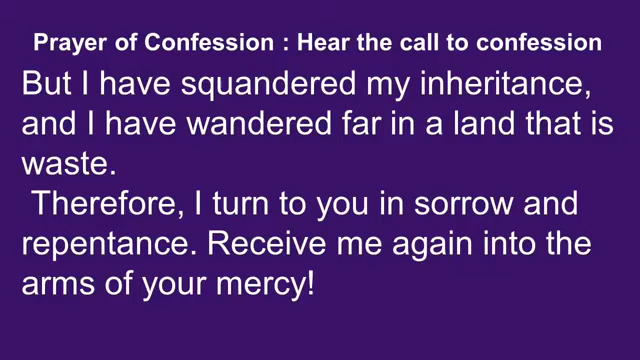 Prayer of Confession : Hear the call to confession
But I have squandered my inheritance,
and I have wandered far in a land that is
waste.
Therefore, I turn to you in sorrow and
repentance. Receive me again into the
arms of your mercy!